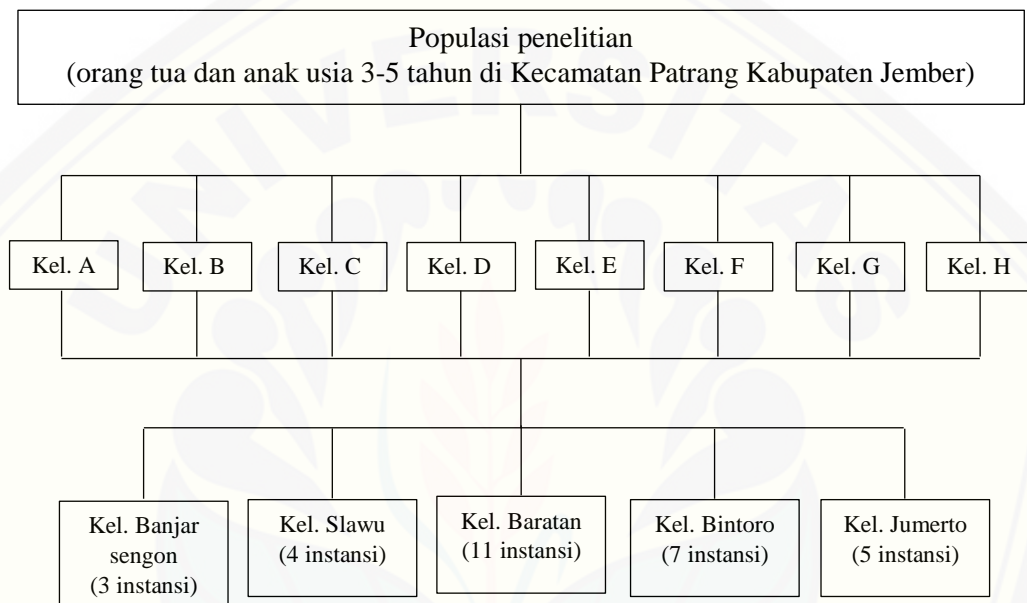 Populasi penelitian
(orang tua dan anak usia 3-5 tahun di Kecamatan Patrang Kabupaten Jember)
UNIVERSITAS
Kel. A
Kel. B
Kel. C
Kel. D
Kel. E
Kel. F
Kel. G
Kel. H
Kel. Banjar
sengon
(3 instansi)
Kel. Slawu
(4 instansi)
Kel. Baratan
(11 instansi)
Kel. Bintoro
(7 instansi)
Kel. Jumerto
(5 instansi)